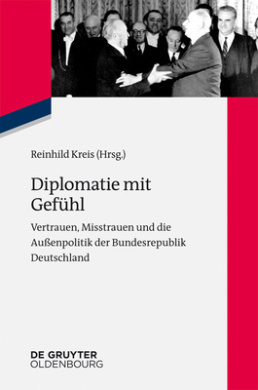 Reinhild Kreis (Hrsg.)
Diplomatie mit
Gefühl
Vertrauen, Misstrauen und die
Außenpolitik der Bundesrepublik
Deutschland
DE GRUYTER
OLDENBOURG